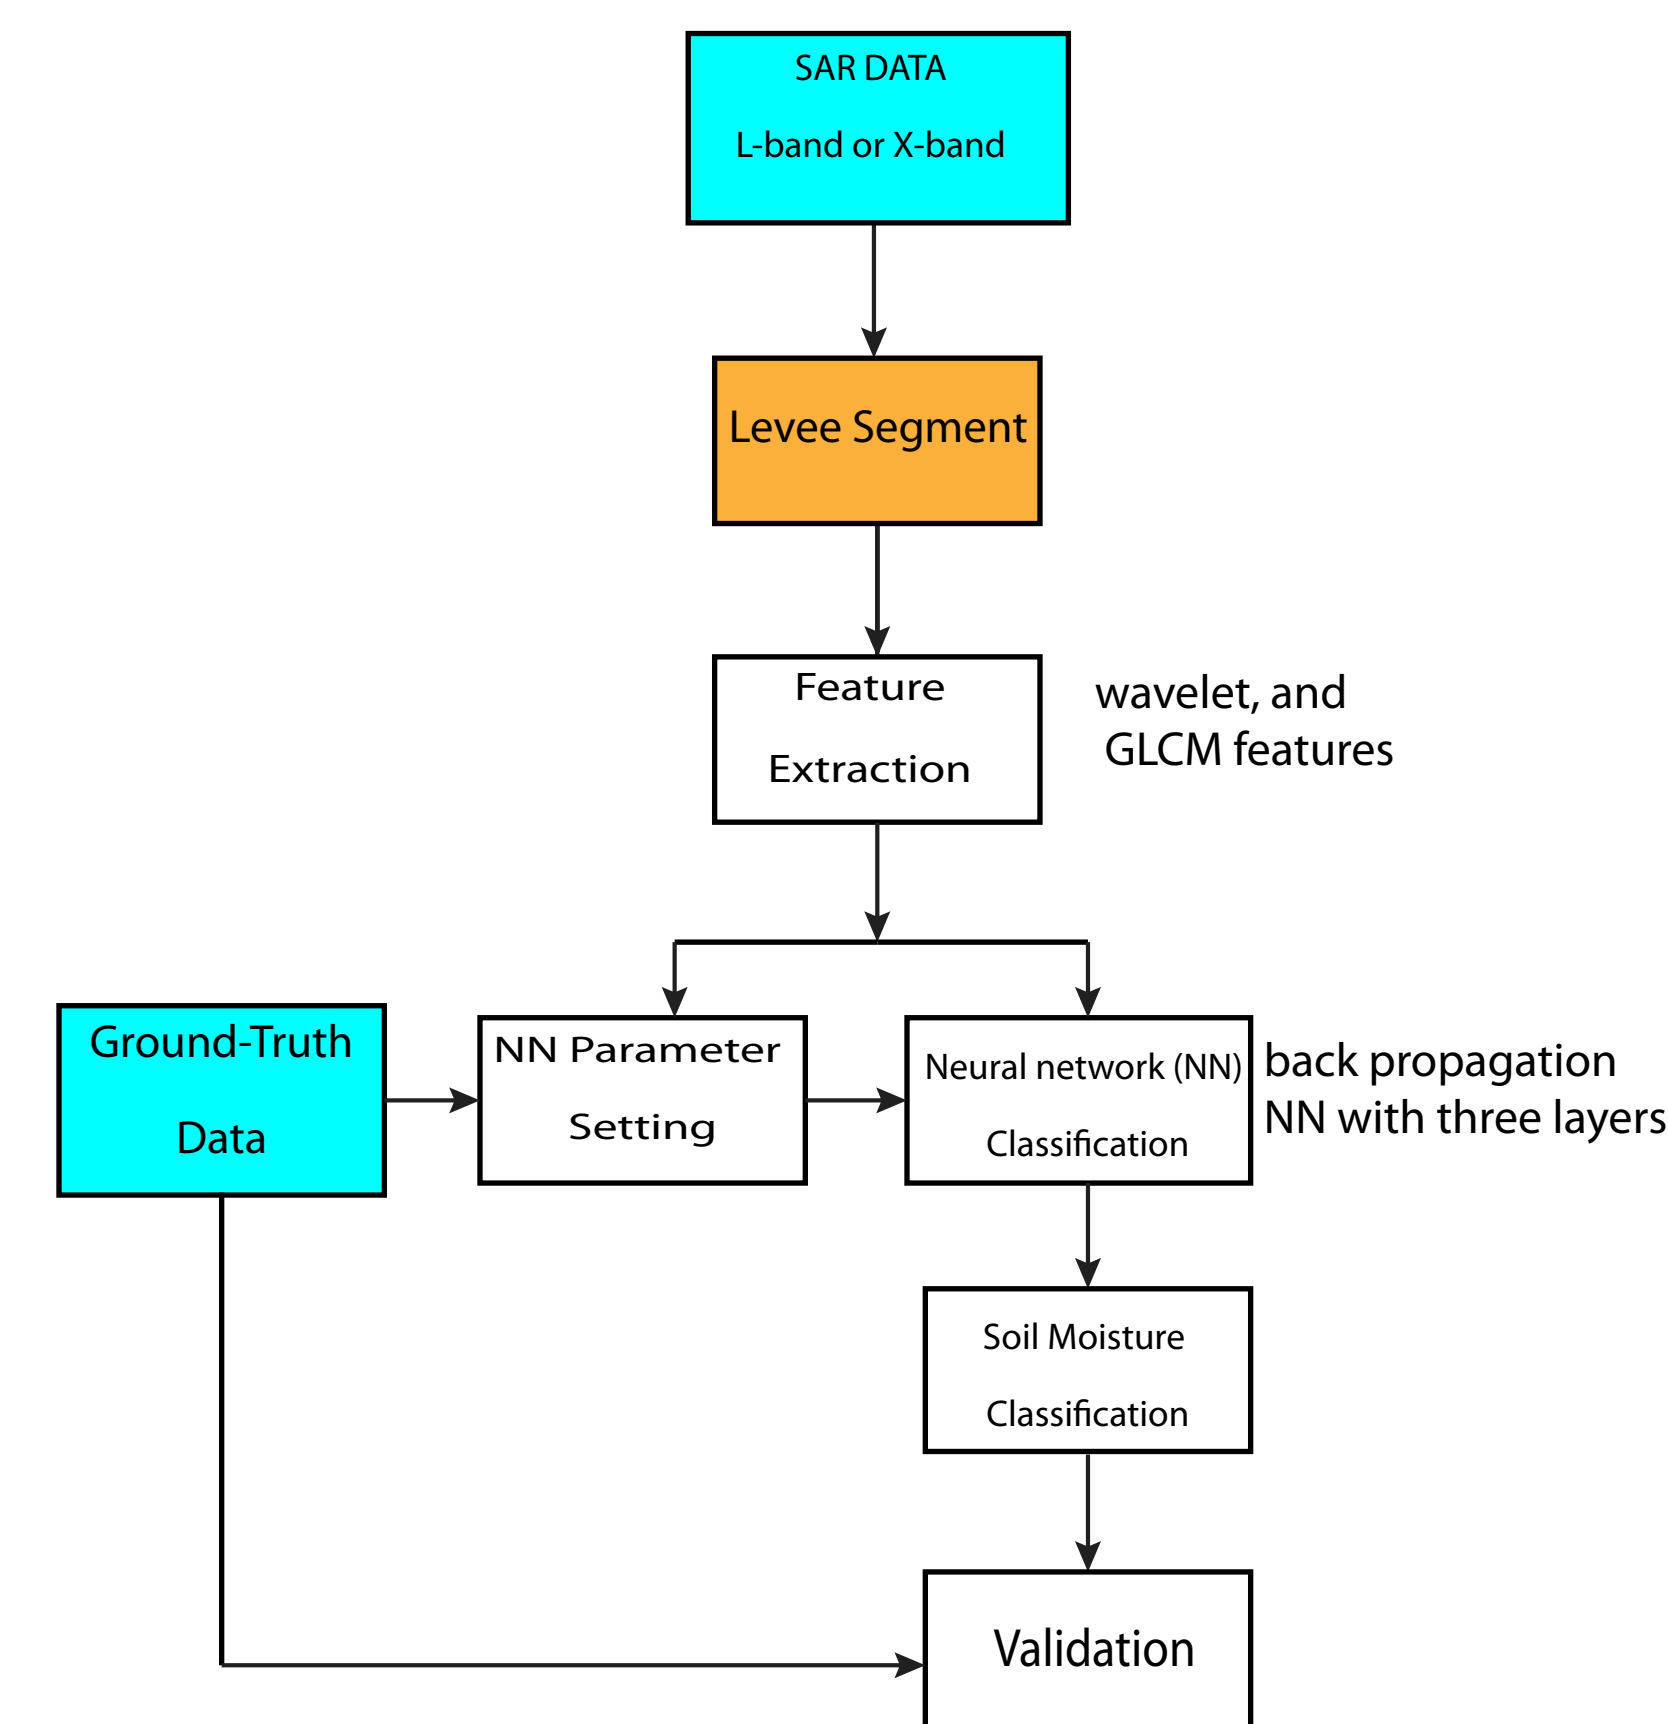 SAR DATA
L-band or X-band
Levee Segment
Feature
Extraction
wavelet, and
GLCM features
Ground-Truth
Data
NN Parameter
Setting
Neural network (NN)
Classification
back propagation
NN with three layers
Soil Moisture
Classification
Validation